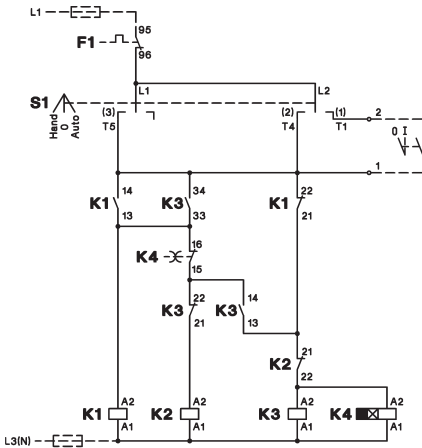 L1
95
F1
96
L1
L2
S1
(3)
(2)
(1)
2
Hand
0
Auto
T5
T4
T1
0 I
1
14
34
22
K1
K3
K1
13
33
21
16
K4
15
22
14
K3
K3
21
13
21
K2
22
A2
A2
A2
A2
K1
K2
K3
K4
A1
A1
A1
A1
L3(N)